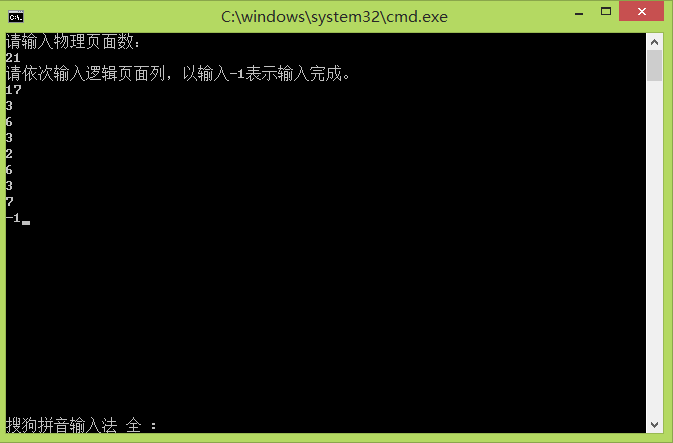 C:\windows\system32\cmd.exe
请输入物理页面数:
21
请依次输入逻辑页面列，以输入-1表示输入完成。
17
3
6
3
2
6
3
7
-1
搜狗拼音输入法 全 :